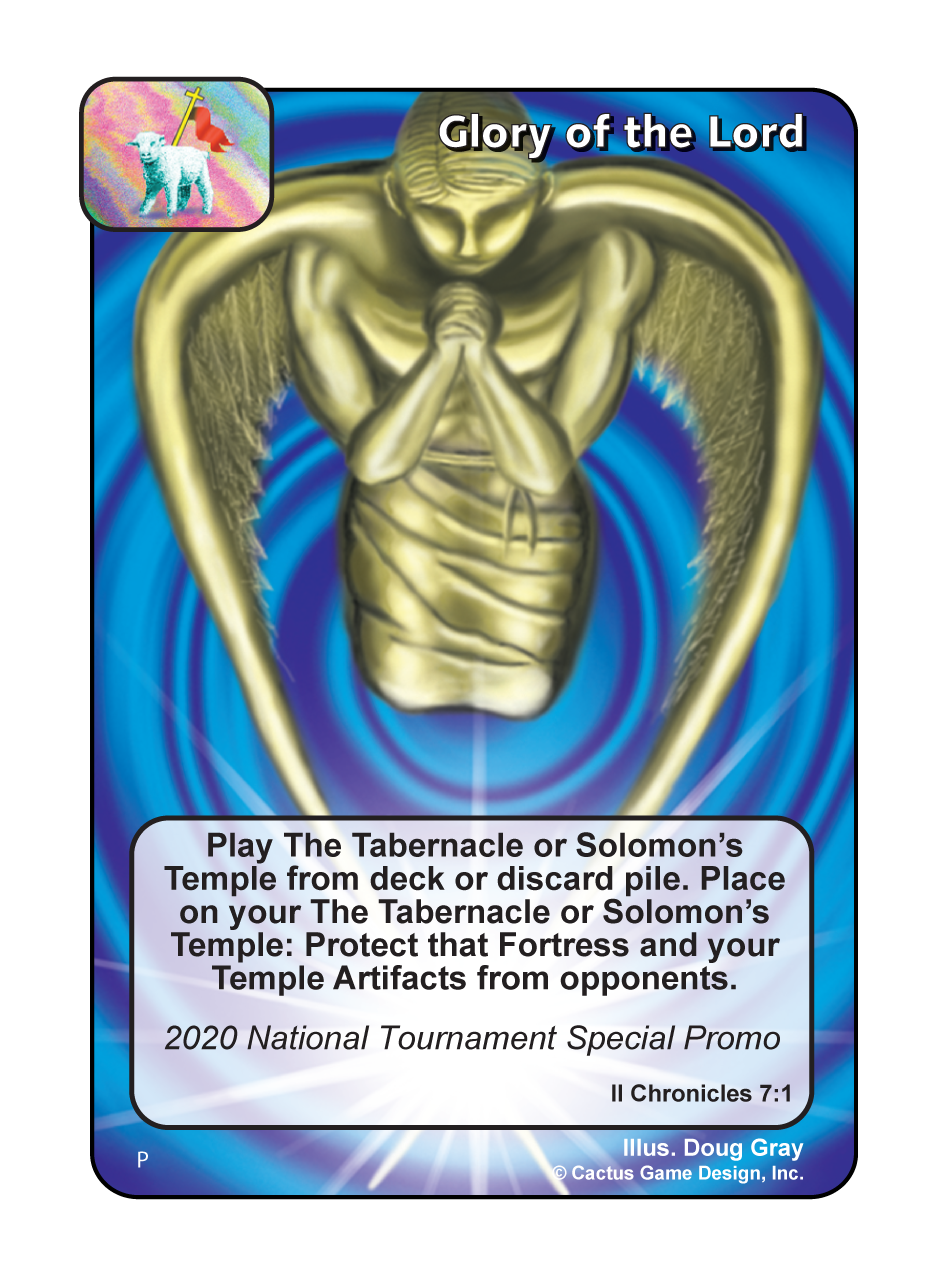 Glory of the Lord
Play The Tabernacle or Solomon’s
Temple from deck or discard pile. Place
on your The Tabernacle or Solomon’s
Temple: Protect that Fortress and your
Temple Artifacts from opponents.
2020 National Tournament Special Promo
II Chronicles 7:1
P
Illus. Doug Gray
© Cactus Game Design, Inc.